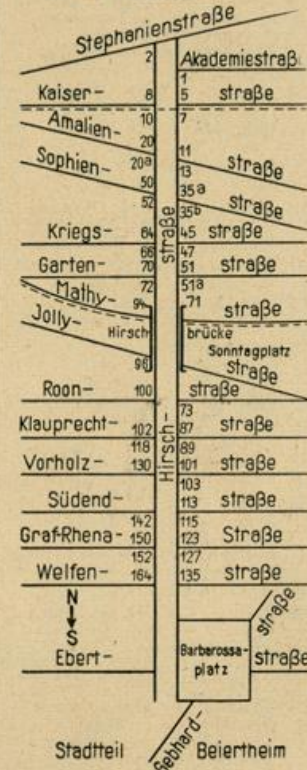 Stephanienstraße
2
Akademiestraß.
1
Kaiser- 8 5 straße
Amalien- 10 7
20
Sophien- 20a 11 straße
13
50
35a
52 35b straße
Kriegs- 64 45 straße
66 47
Garten- 70 51 straße
Mathy- 72 51a
94 71 straße
Jolly- Hirsch brücke
Sonntagplatz
96 straße
Roon- 100 straße
73
Klauprecht- 102 87 straße
118 89
Vorholz- 130 101 straße
103
Südend- 113 straße
142 115
Graf-Rhena- 150 123 Straße
152 127
Welfen- 164 135 straße
Hirsch-straße
N
S
straße
Ebert- Barbarossa-
platz straße
Gebhard-
Stadtteil Beiertheim